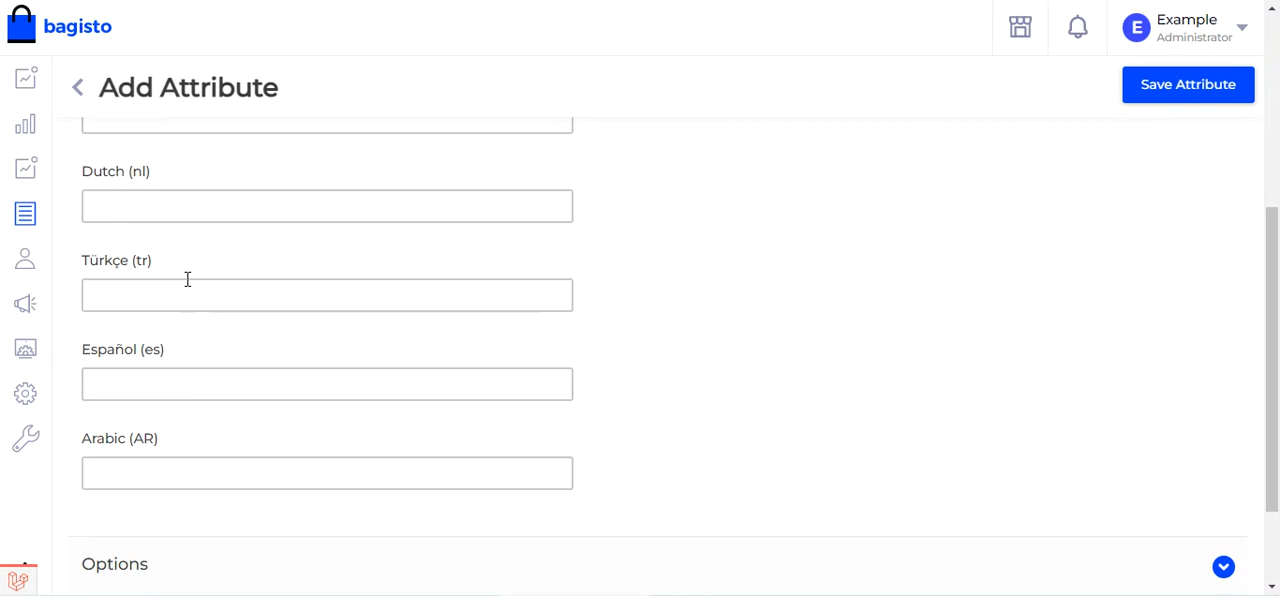 bagisto
E
Example
Administrator
Add Attribute
Save Attribute
Dutch (nl)
Türkçe (tr)
Español (es)
Arabic (AR)
Options